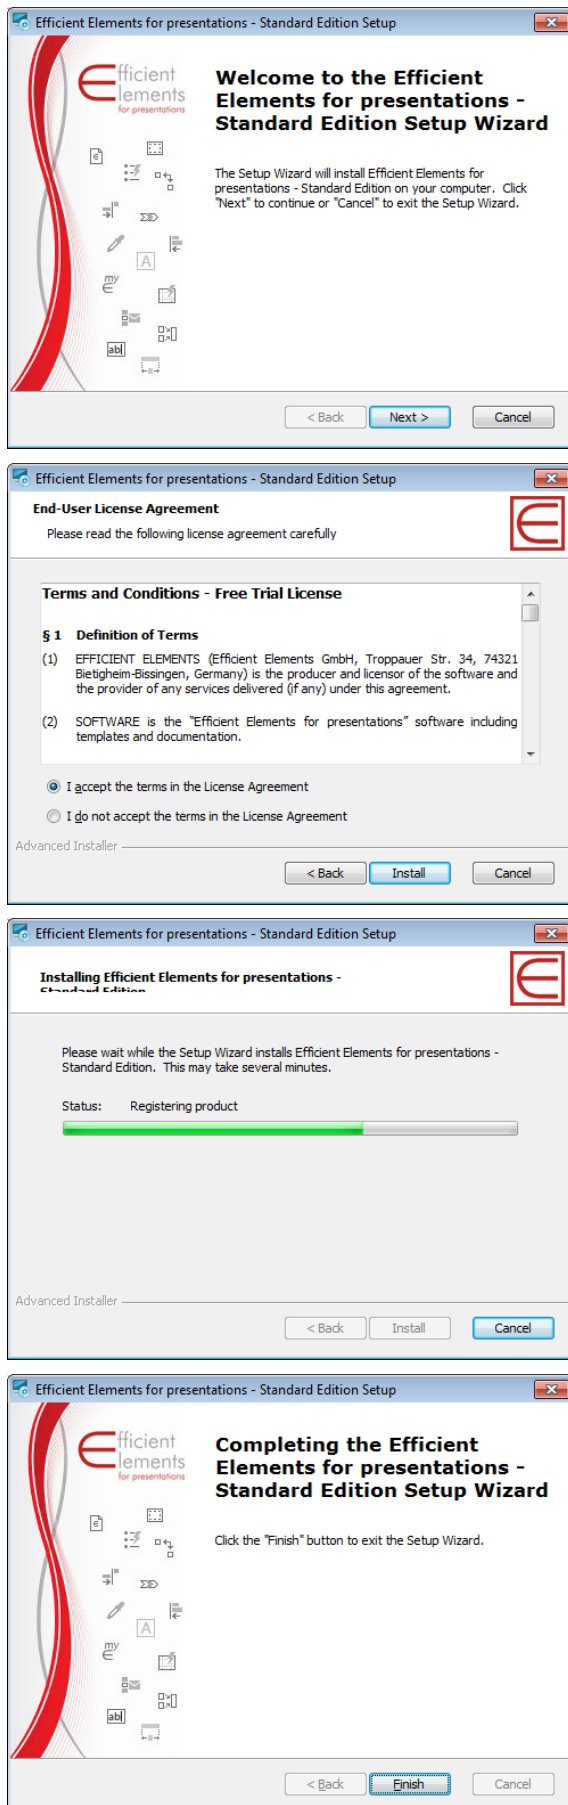 Efficient Elements for presentations - Standard Edition Setup
Efficient
Elements
for presentations
Welcome to the Efficient
Elements for presentations -
Standard Edition Setup Wizard
The Setup Wizard will install Efficient Elements for
presentations - Standard Edition on your computer. Click
"Next" to continue or "Cancel" to exit the Setup Wizard.
A
my
ab
< Back Next > Cancel
Efficient Elements for presentations - Standard Edition Setup
End-User License Agreement
Please read the following license agreement carefully
Terms and Conditions - Free Trial License
§ 1 Definition of Terms
(1) EFFICIENT ELEMENTS (Efficient Elements GmbH, Troppauer Str. 34, 74321
Bietigheim-Bissingen, Germany) is the producer and licensor of the software and
the provider of any services delivered (if any) under this agreement.
(2) SOFTWARE is the "Efficient Elements for presentations" software including
templates and documentation.
I accept the terms in the License Agreement
I do not accept the terms in the License Agreement
Advanced Installer
< Back Install Cancel
Efficient Elements for presentations - Standard Edition Setup
Installing Efficient Elements for presentations -
Standard Edition
Please wait while the Setup Wizard installs Efficient Elements for presentations -
Standard Edition. This may take several minutes.
Status: Registering product
Advanced Installer
< Back Install Cancel
Efficient Elements for presentations - Standard Edition Setup
Efficient
Elements
for presentations
Completing the Efficient
Elements for presentations -
Standard Edition Setup Wizard
Click the "Finish" button to exit the Setup Wizard.
A
my
ab
< Back Finish Cancel